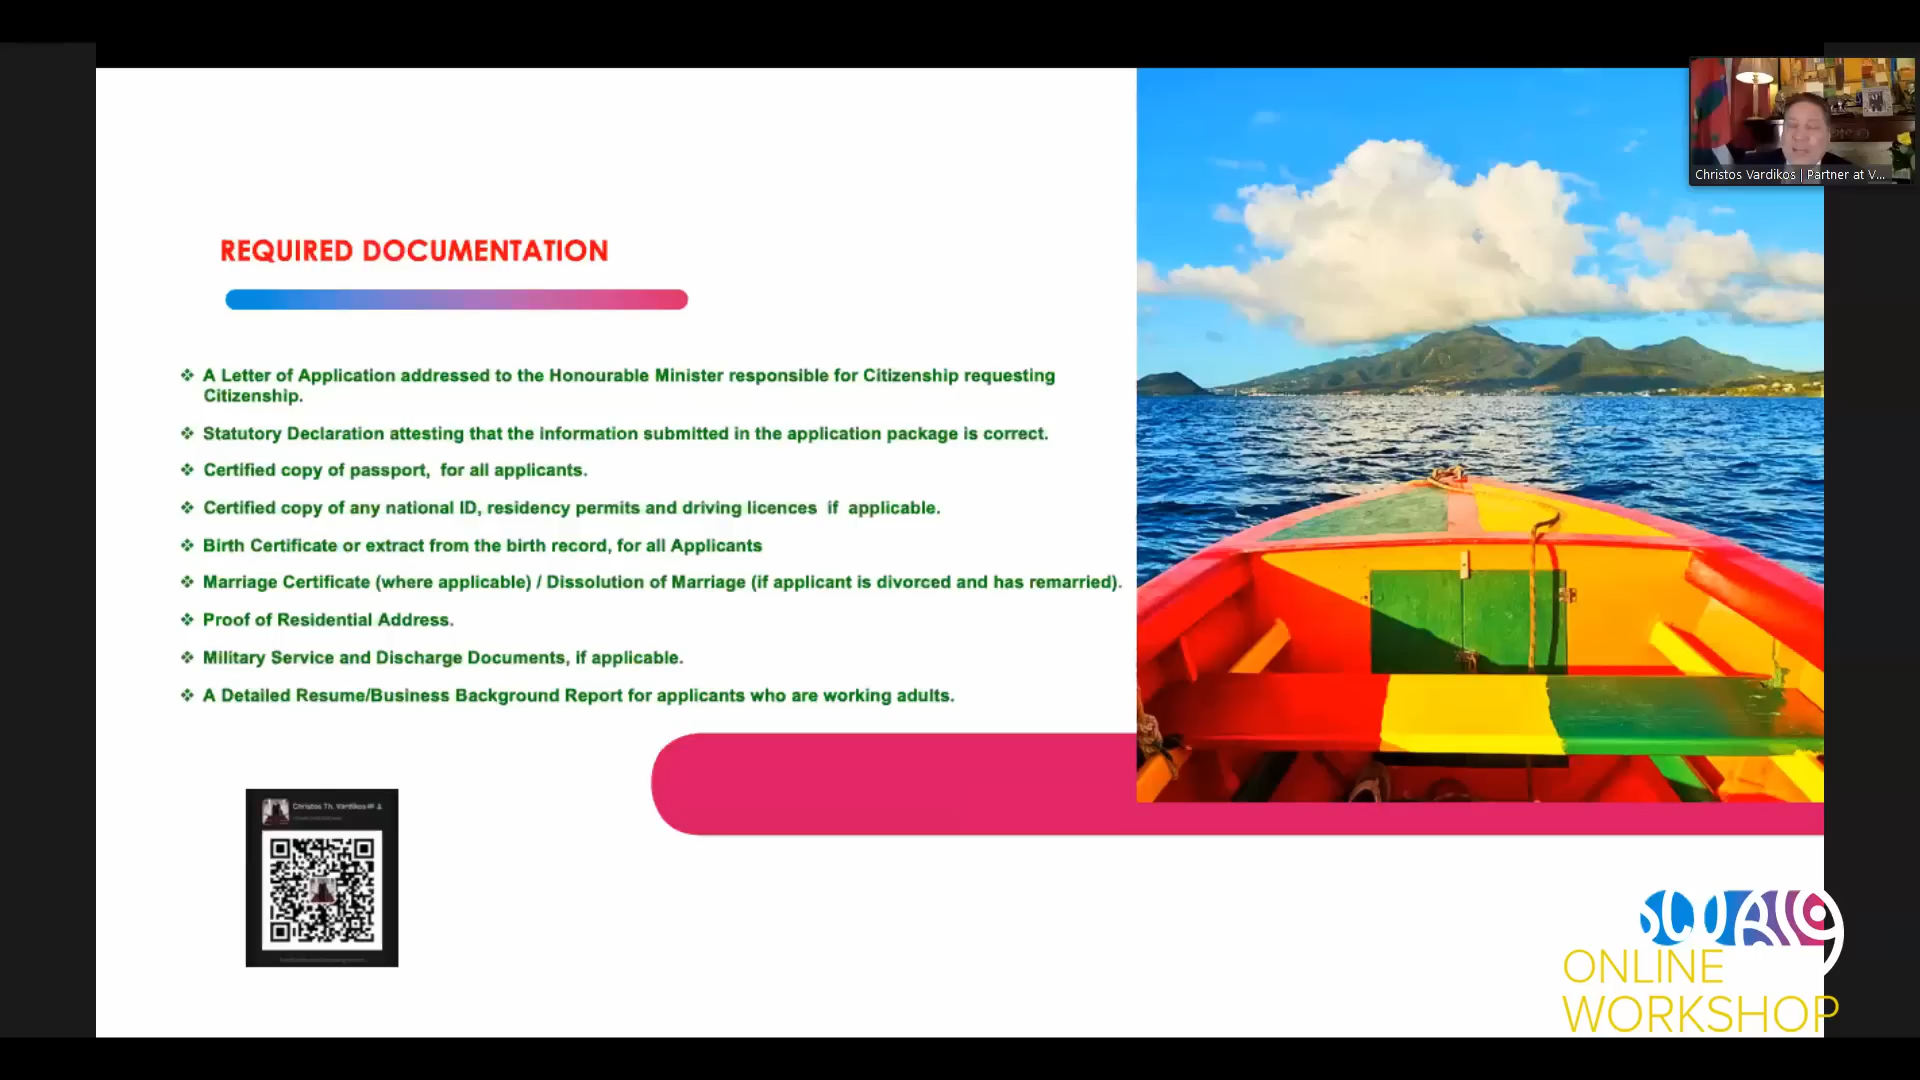 Christos Vardikos | Partner at V...
REQUIRED DOCUMENTATION
❖ A Letter of Application addressed to the Honourable Minister responsible for Citizenship requesting
Citizenship.
❖ Statutory Declaration attesting that the information submitted in the application package is correct.
❖ Certified copy of passport, for all applicants.
❖ Certified copy of any national ID, residency permits and driving licences if applicable.
❖ Birth Certificate or extract from the birth record, for all Applicants
❖ Marriage Certificate (where applicable) / Dissolution of Marriage (if applicant is divorced and has remarried).
❖ Proof of Residential Address.
❖ Military Service and Discharge Documents, if applicable.
❖ A Detailed Resume/Business Background Report for applicants who are working adults.
Christos Th. Vardikos
ONLINE
WORKSHOP